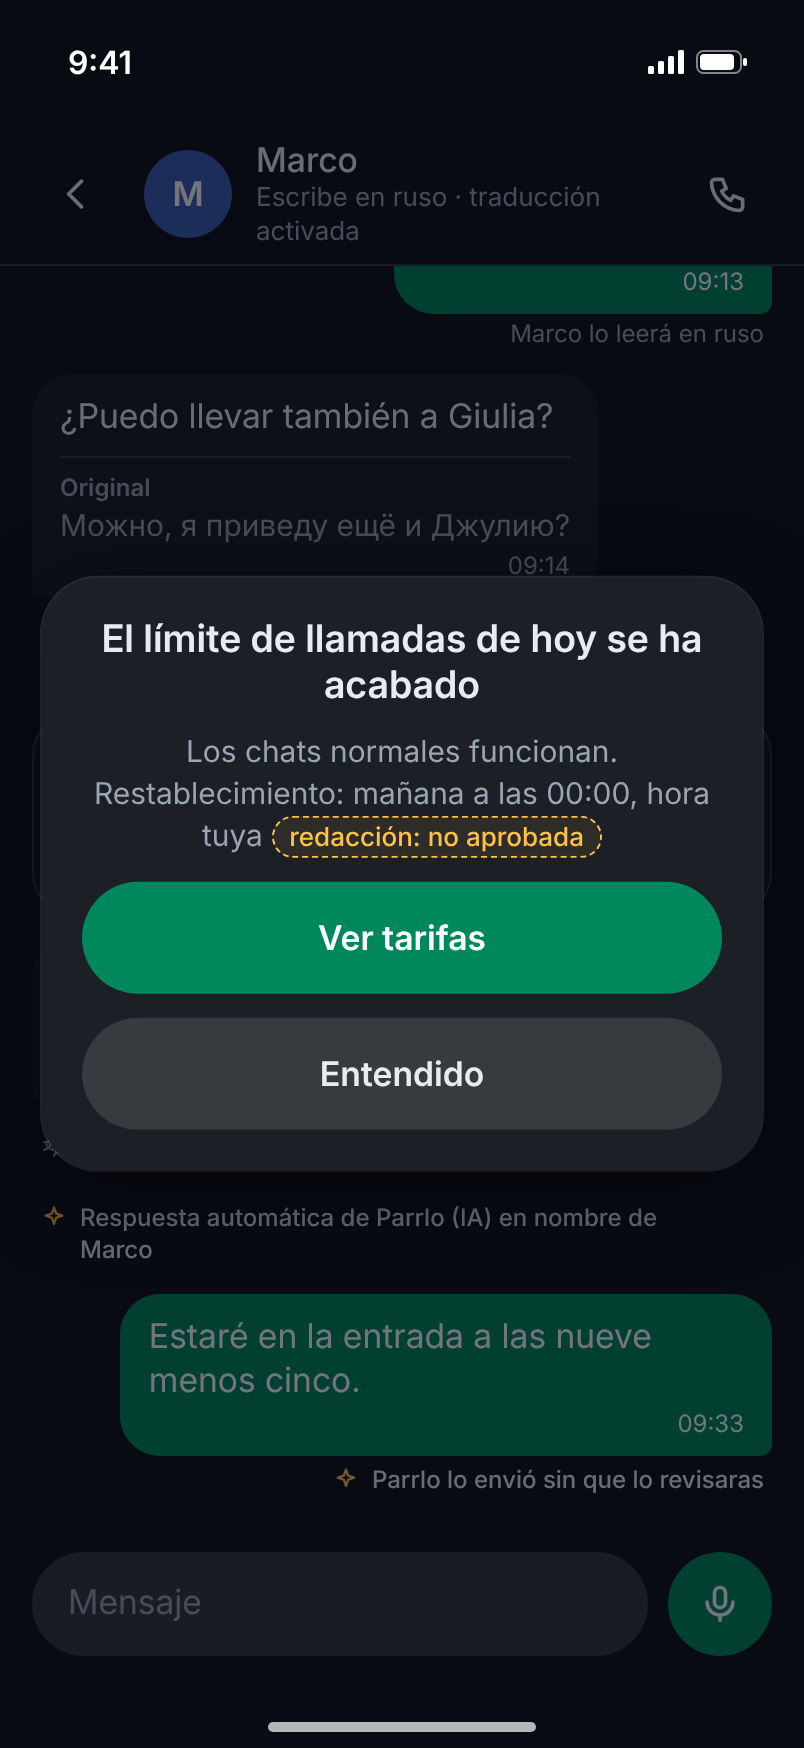 9:41
M
Marco
Escribe en ruso · traducción
activada
09:13
Marco lo leerá en ruso
¿Puedo llevar también a Giulia?
Original
Можно, я приведу ещё и Джулию?
09:14
El límite de llamadas de hoy se ha
acabado
Los chats normales funcionan.
Restablecimiento: mañana a las 00:00, hora
tuya redacción: no aprobada
Ver tarifas
Entendido
Respuesta automática de Parrlo (IA) en nombre de
Marco
Estaré en la entrada a las nueve
menos cinco.
09:33
Parrlo lo envió sin que lo revisaras
Mensaje